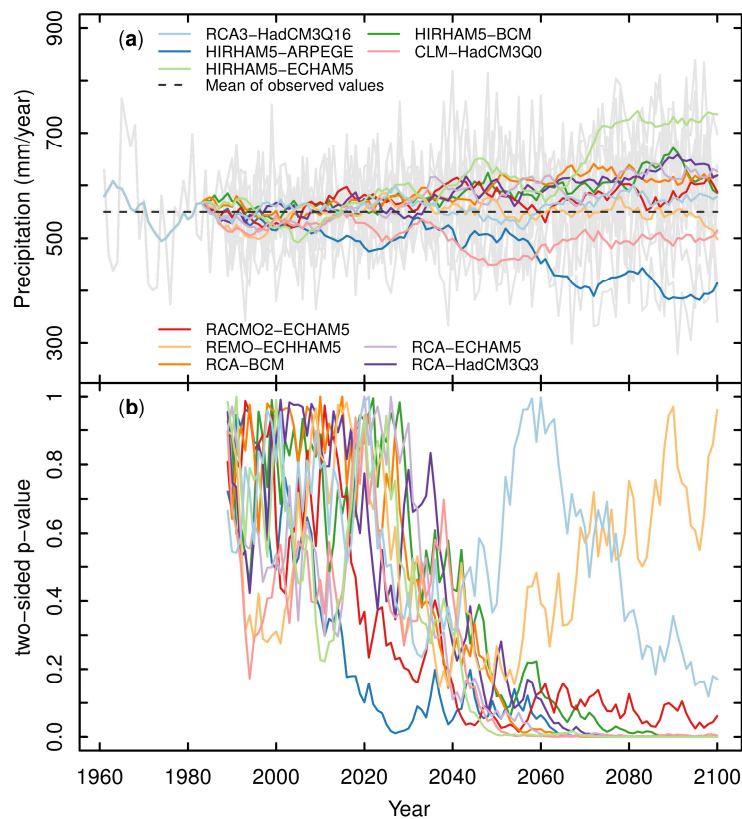 900
700
500
300
Precipitation (mm/year)
(a)
RCA3−HadCM3Q16
HIRHAM5−BCM
HIRHAM5−ARPEGE
CLM−HadCM3Q0
HIRHAM5−ECHAM5
Mean of observed values
RACMO2−ECHAM5
REMO−ECHHAM5
RCA−ECHAM5
RCA−BCM
RCA−HadCM3Q3
(b)
1
0.8
0.6
0.4
0.2
0.0
two−sided p−value
1960 1980 2000 2020 2040 2060 2080 2100
Year